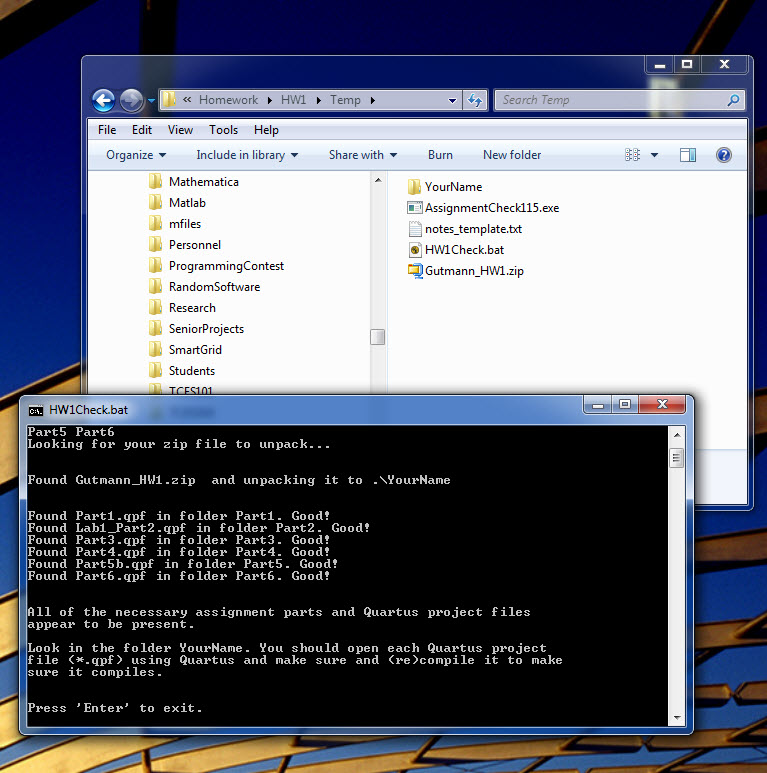 « Homework ▸ HW1 ▸ Temp ▸
Search Temp
File Edit View Tools Help
Organize Include in library Share with Burn New folder
Mathematica
Matlab
mfiles
Personnel
ProgrammingContest
RandomSoftware
Research
SeniorProjects
SmartGrid
Students
TCES101
YourName
AssignmentCheck115.exe
notes_template.txt
HW1Check.bat
Gutmann_HW1.zip
C:\. HW1Check.bat
Part5 Part6
Looking for your zip file to unpack...
Found Gutmann_HW1.zip  and unpacking it to .\YourName
Found Part1.qpf in folder Part1. Good!
Found Lab1_Part2.qpf in folder Part2. Good!
Found Part3.qpf in folder Part3. Good!
Found Part4.qpf in folder Part4. Good!
Found Part5b.qpf in folder Part5. Good!
Found Part6.qpf in folder Part6. Good!
All of the necessary assignment parts and Quartus project files
appear to be present.
Look in the folder YourName. You should open each Quartus project
file (*.qpf) using Quartus and make sure and (re)compile it to make
sure it compiles.
Press 'Enter' to exit.